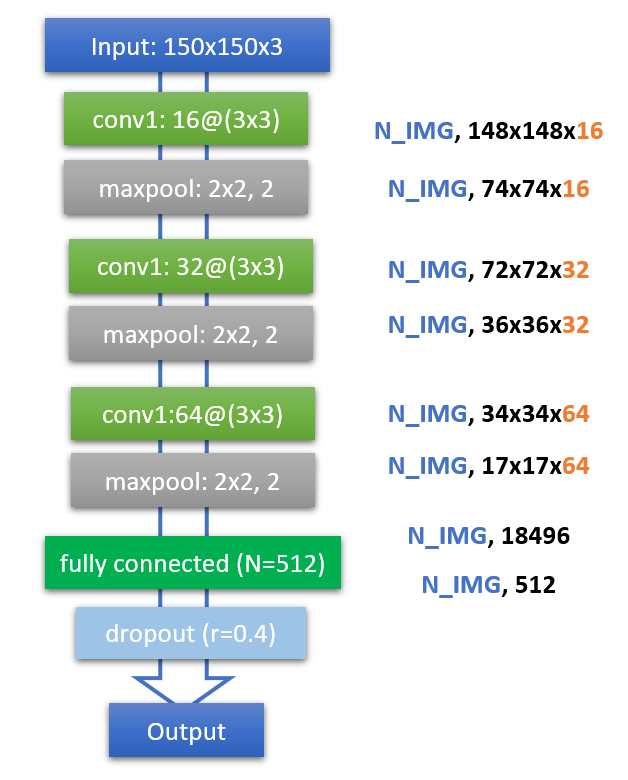 Input: 150x150x3
conv1: 16@(3x3)
N_IMG, 148x148x16
maxpool: 2x2, 2
N_IMG, 74x74x16
conv1: 32@(3x3)
N_IMG, 72x72x32
maxpool: 2x2, 2
N_IMG, 36x36x32
conv1:64@(3x3)
N_IMG, 34x34x64
maxpool: 2x2, 2
N_IMG, 17x17x64
N_IMG, 18496
fully connected (N=512)
N_IMG, 512
dropout (r=0.4)
Output